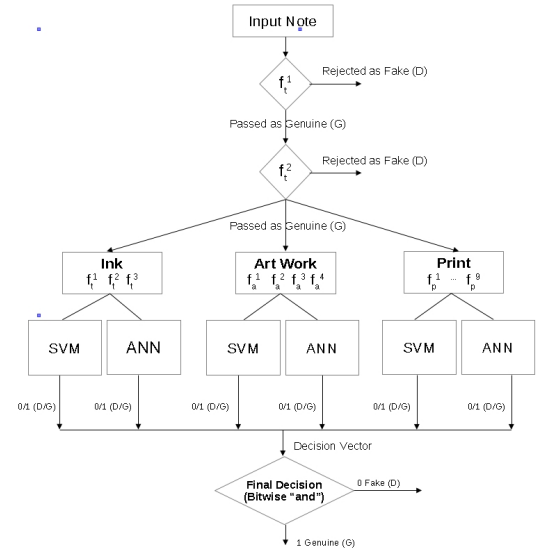 Input Note
f_t^1
Rejected as Fake (D)
Passed as Genuine (G)
f_t^2
Rejected as Fake (D)
Passed as Genuine (G)
Ink
f_t^1 f_t^2 f_t^3
Art Work
f_a^1 f_a^2 f_a^3 f_a^4
Print
f_p^1 ... f_p^9
SVM
ANN
SVM
ANN
SVM
ANN
0/1 (D/G)
0/1 (D/G)
0/1 (D/G)
0/1 (D/G)
0/1 (D/G)
0/1 (D/G)
Decision Vector
Final Decision
(Bitwise "and")
0 Fake (D)
1 Genuine (G)